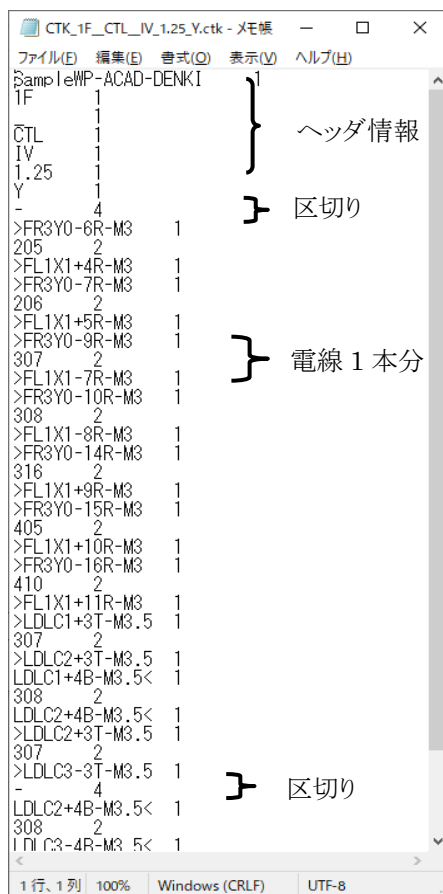 CTK_1F__CTL__IV_1.25_Y.ctk - メモ帳
ファイル(F) 編集(E) 書式(O) 表示(V) ヘルプ(H)
SampleWP-ACAD-DENKI 1
1F 1
_ 1
CTL 1
IV 1
1.25 1
Y 1
- 4
>FR3Y0-6R-M3 1
205 2
>FL1X1+4R-M3 1
>FR3Y0-7R-M3 1
206 2
>FL1X1+5R-M3 1
>FR3Y0-9R-M3 1
307 2
>FL1X1-7R-M3 1
>FR3Y0-10R-M3 1
308 2
>FL1X1-8R-M3 1
>FR3Y0-14R-M3 1
316 2
>FL1X1+9R-M3 1
>FR3Y0-15R-M3 1
405 2
>FL1X1+10R-M3 1
>FR3Y0-16R-M3 1
410 2
>FL1X1+11R-M3 1
>LDLC1+3T-M3.5 1
307 2
>LDLC2+3T-M3.5 1
LDLC1+4B-M3.5< 1
308 2
LDLC2+4B-M3.5< 1
>LDLC2+3T-M3.5 1
307 2
>LDLC3-3T-M3.5 1
- 4
LDLC2+4B-M3.5< 1
308 2
LDLC3-4B-M3.5< 1
ヘッダ情報
区切り
電線１本分
区切り
1 行、1 列 100% Windows (CRLF) UTF-8